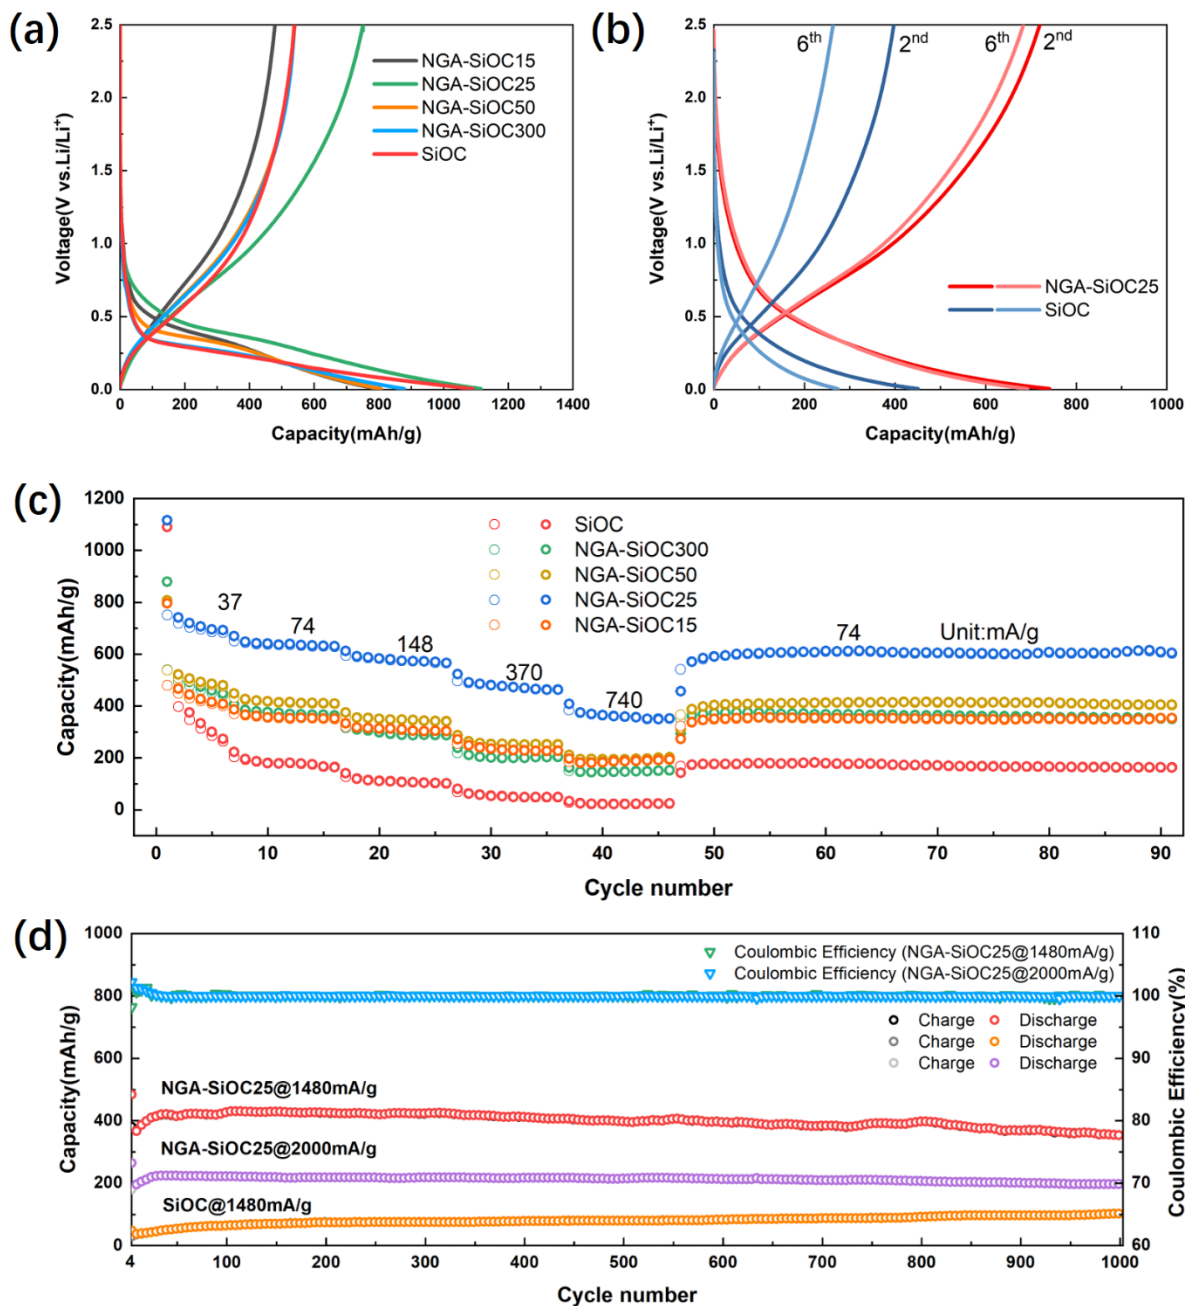 (a)
2.5
2.0
1.5
1.0
0.5
0.0
Voltage(V vs.Li/Li⁺)
NGA-SiOC15
NGA-SiOC25
NGA-SiOC50
NGA-SiOC300
SiOC
0 200 400 600 800 1000 1200 1400
Capacity(mAh/g)
(b)
2.5
2.0
1.5
1.0
0.5
0.0
Voltage(V vs.Li/Li⁺)
6ᵗʰ 2ⁿᵈ 6ᵗʰ 2ⁿᵈ
NGA-SiOC25
SiOC
0 200 400 600 800 1000
Capacity(mAh/g)
(c)
1200
1000
800
600
400
200
0
Capacity(mAh/g)
SiOC
NGA-SiOC300
NGA-SiOC50
NGA-SiOC25
NGA-SiOC15
37
74
148
370
740
74
Unit:mA/g
0 10 20 30 40 50 60 70 80 90
Cycle number
(d)
1000
800
600
400
200
0
Capacity(mAh/g)
Coulombic Efficiency (NGA-SiOC25@1480mA/g)
Coulombic Efficiency (NGA-SiOC25@2000mA/g)
Charge Discharge
Charge Discharge
Charge Discharge
NGA-SiOC25@1480mA/g
NGA-SiOC25@2000mA/g
SiOC@1480mA/g
110
100
90
80
70
60
Coulombic Efficiency(%)
4 100 200 300 400 500 600 700 800 900 1000
Cycle number